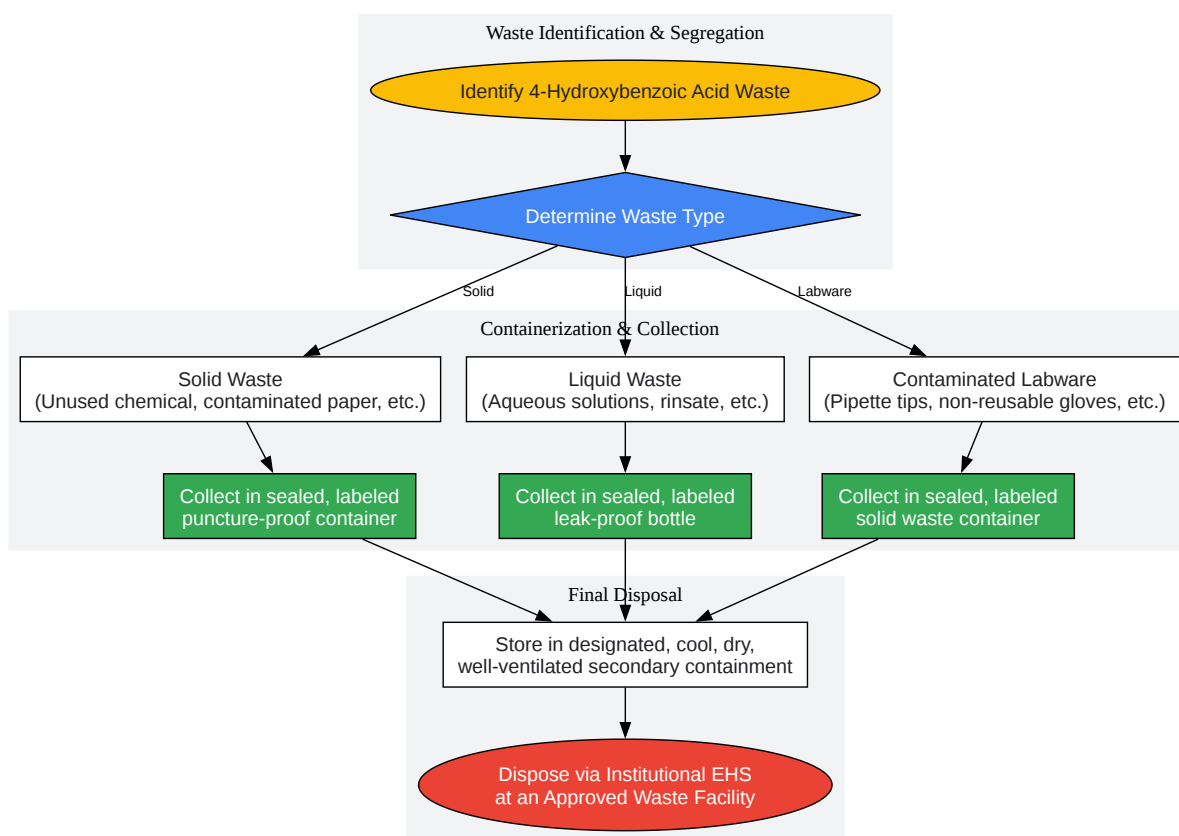 Waste Identification & Segregation
Identify 4-Hydroxybenzoic Acid Waste
Determine Waste Type
Solid
Liquid
Labware
Containerization & Collection
Solid Waste
(Unused chemical, contaminated paper, etc.)
Liquid Waste
(Aqueous solutions, rinsate, etc.)
Contaminated Labware
(Pipette tips, non-reusable gloves, etc.)
Collect in sealed, labeled
puncture-proof container
Collect in sealed, labeled
leak-proof bottle
Collect in sealed, labeled
solid waste container
Final Disposal
Store in designated, cool, dry,
well-ventilated secondary containment
Dispose via Institutional EHS
at an Approved Waste Facility